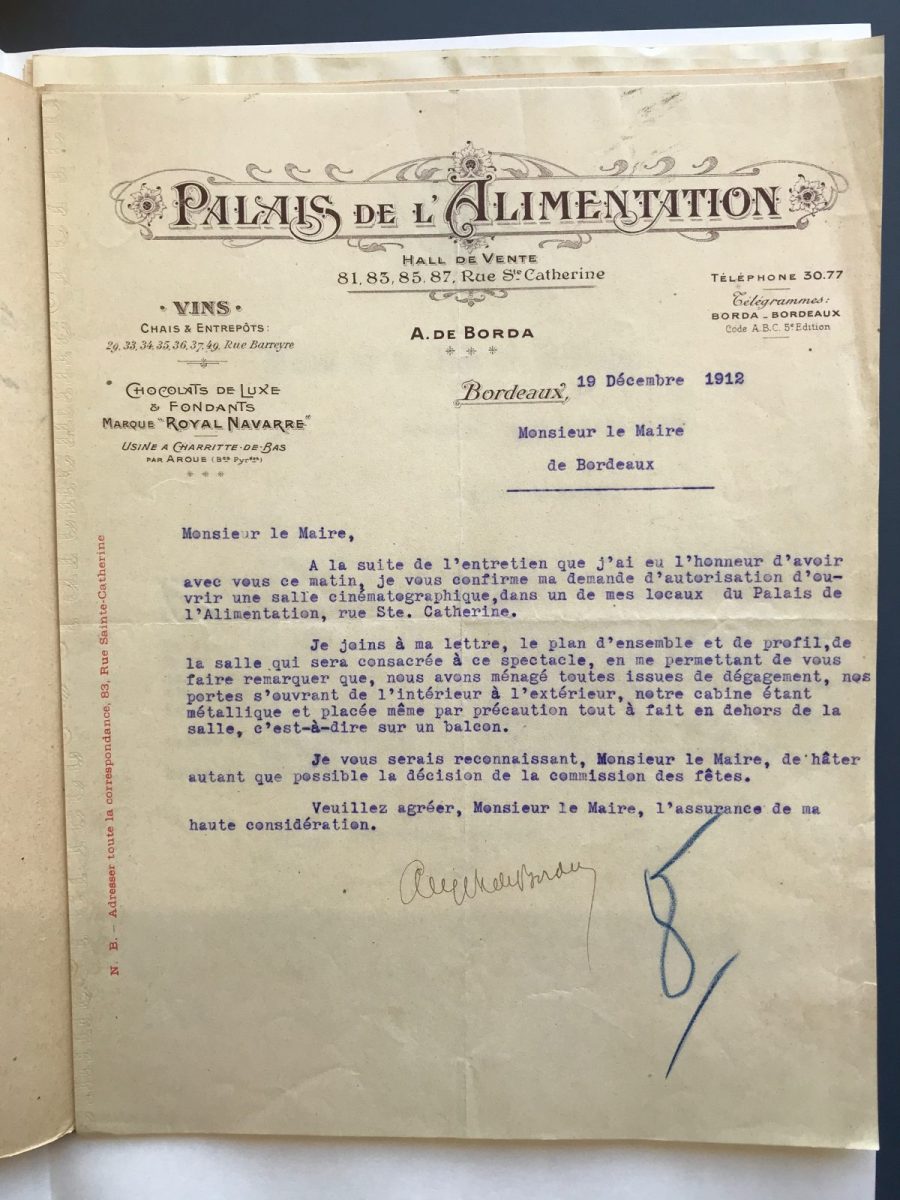 PALAIS DE L'ALIMENTATION
HALL DE VENTE
81, 83, 85, 87, Rue Ste Catherine
TÉLÉPHONE 30.77
Télégrammes:
BORDA - BORDEAUX
Code A.B.C. 5e Edition
· VINS ·
CHAIS & ENTREPÔTS:
29, 33, 34, 35, 36, 37, 49, Rue Barreyre
A. DE BORDA
CHOCOLATS DE LUXE
& FONDANTS
MARQUE "ROYAL NAVARRE"
USINE A CHARRITTE-DE-BAS
PAR AROUE (Bses Pyrées)
Bordeaux, 19 Décembre 1912
Monsieur le Maire
de Bordeaux
Monsieur le Maire,
A la suite de l'entretien que j'ai eu l'honneur d'avoir
avec vous ce matin, je vous confirme ma demande d'autorisation d'ou-
vrir une salle cinématographique,dans un de mes locaux du Palais de
l'Alimentation, rue Ste. Catherine.
Je joins à ma lettre, le plan d'ensemble et de profil,de
la salle qui sera consacrée à ce spectacle, en me permettant de vous
faire remarquer que, nous avons ménagé toutes issues de dégagement, nos
portes s'ouvrant de l'intérieur à l'extérieur, notre cabine étant
métallique et placée même par précaution tout à fait en dehors de la
salle, c'est-à-dire sur un balcon.
Je vous serais reconnaissant, Monsieur le Maire, de hâter
autant que possible la décision de la commission des fêtes.
Veuillez agréer, Monsieur le Maire, l'assurance de ma
haute considération.
N. B. — Adresser toute la correspondance, 83, Rue Sainte-Catherine